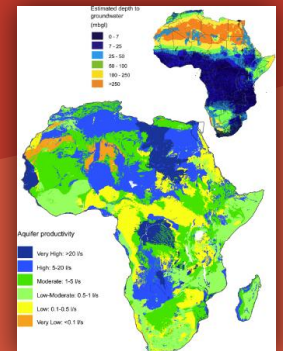 Estimated depth to
groundwater
(mbgl)
0 - 7
7 - 25
25 - 50
50 - 100
100 - 250
>250
Aquifer productivity
Very High: >20 l/s
High: 5-20 l/s
Moderate: 1-5 l/s
Low-Moderate: 0.5-1 l/s
Low: 0.1-0.5 l/s
Very Low: <0.1 l/s